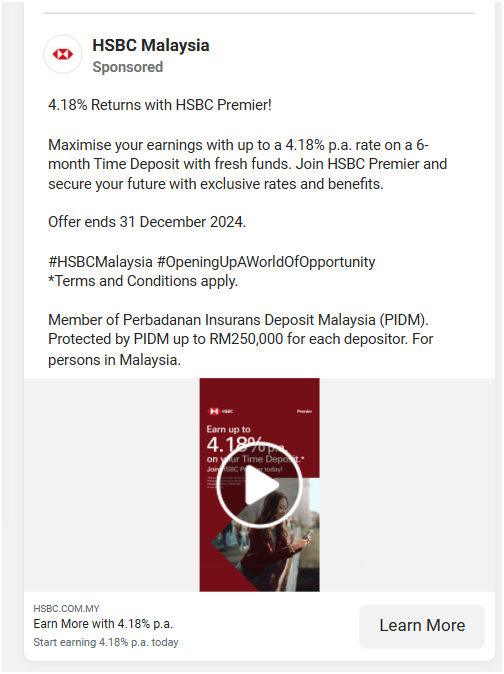 HSBC Malaysia
Sponsored
4.18% Returns with HSBC Premier!
Maximise your earnings with up to a 4.18% p.a. rate on a 6-
month Time Deposit with fresh funds. Join HSBC Premier and
secure your future with exclusive rates and benefits.
Offer ends 31 December 2024.
#HSBCMalaysia #OpeningUpAWorldOfOpportunity
*Terms and Conditions apply.
Member of Perbadanan Insurans Deposit Malaysia (PIDM).
Protected by PIDM up to RM250,000 for each depositor. For
persons in Malaysia.
HSBC Premier
Earn up to
4.18% p.a.
on your Time Deposit.*
Join HSBC Premier today!
HSBC.COM.MY
Earn More with 4.18% p.a.
Start earning 4.18% p.a. today
Learn More